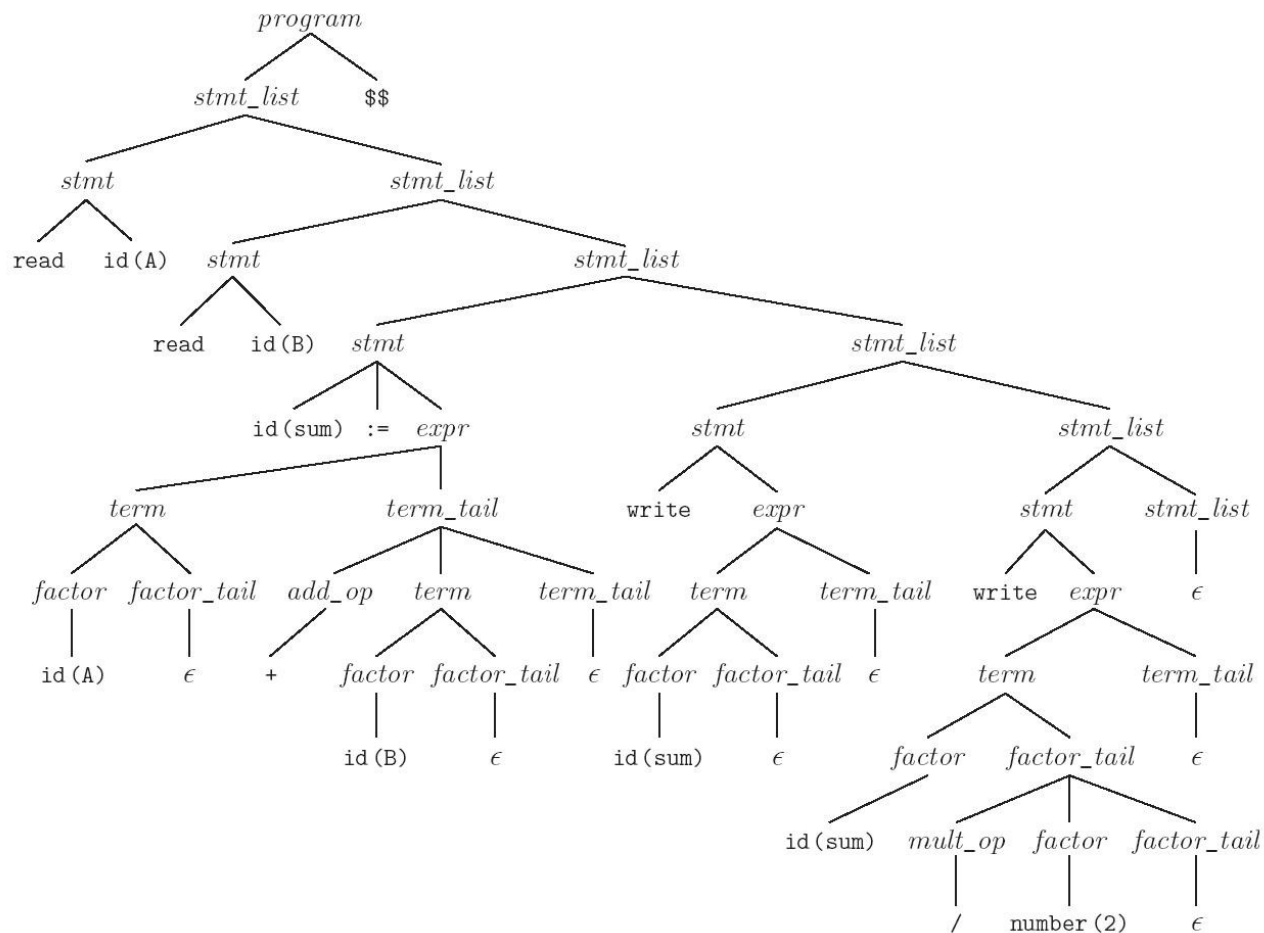 program
stmt_list $$
stmt stmt_list
read id(A) stmt stmt_list
read id(B) stmt stmt_list
id(sum) := expr stmt stmt_list
term term_tail write expr stmt stmt_list
factor factor_tail add_op term term_tail term term_tail write expr ϵ
id(A) ϵ + factor factor_tail ϵ factor factor_tail ϵ term term_tail
id(B) ϵ id(sum) ϵ factor factor_tail ϵ
id(sum) mult_op factor factor_tail
/ number(2) ϵ